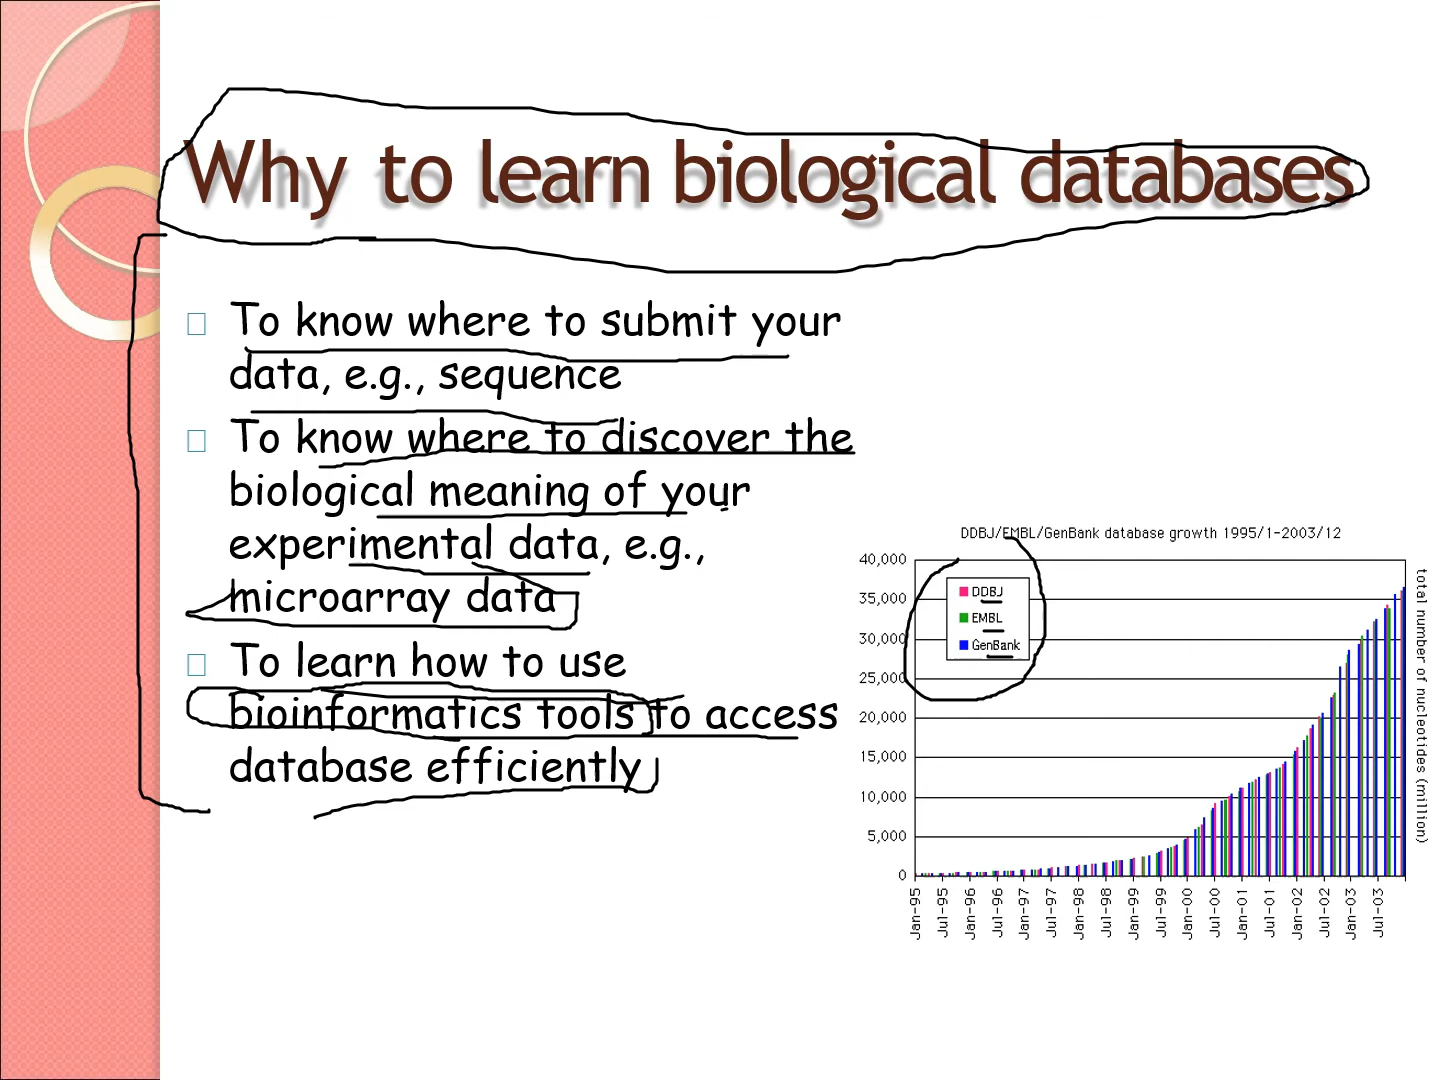 Why to learn biological databases
To know where to submit your
data, e.g., sequence
To know where to discover the
biological meaning of your
experimental data, e.g.,
microarray data
To learn how to use
bioinformatics tools to access
database efficiently
DDBJ/EMBL/GenBank database growth 1995/1-2003/12
40,000
35,000
30,000
25,000
20,000
15,000
10,000
5,000
0
DDBJ
EMBL
GenBank
total number of nucleotides (million)
Jan-95
Jul-95
Jan-96
Jul-96
Jan-97
Jul-97
Jan-98
Jul-98
Jan-99
Jul-99
Jan-00
Jul-00
Jan-01
Jul-01
Jan-02
Jul-02
Jan-03
Jul-03